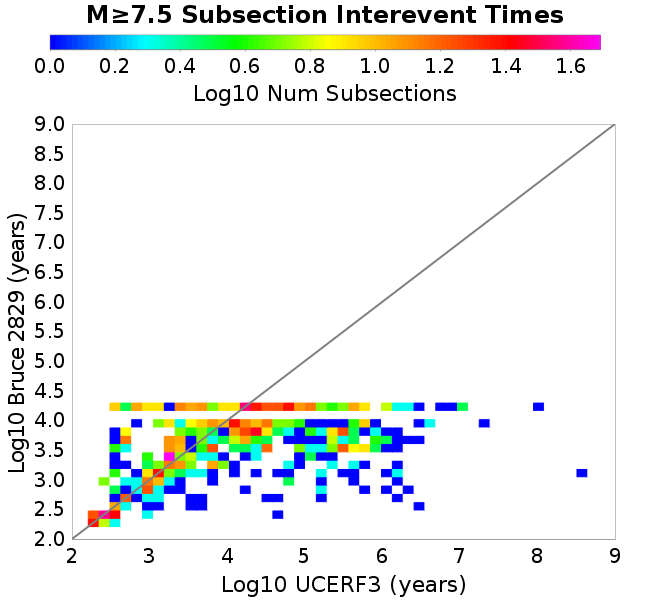 M≥7.5 Subsection Interevent Times
0.0 0.2 0.4 0.6 0.8 1.0 1.2 1.4 1.6
Log10 Num Subsections
9.0
8.5
8.0
7.5
7.0
6.5
6.0
5.5
5.0
4.5
4.0
3.5
3.0
2.5
2.0
Log10 Bruce 2829 (years)
2 3 4 5 6 7 8 9
Log10 UCERF3 (years)